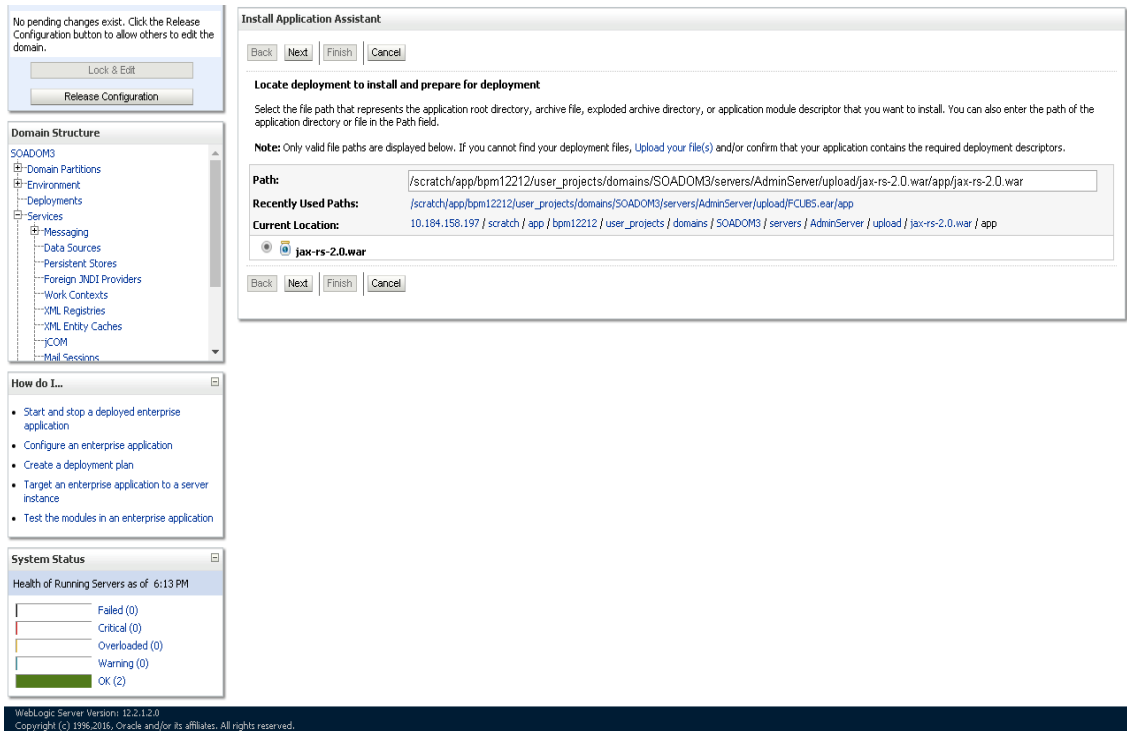 No pending changes exist. Click the Release
Configuration button to allow others to edit the
domain.
Lock & Edit
Release Configuration
Domain Structure
SOADOM3
Domain Partitions
Environment
Deployments
Services
Messaging
Data Sources
Persistent Stores
Foreign JNDI Providers
Work Contexts
XML Registries
XML Entity Caches
jCOM
Mail Sessions
How do I...
Start and stop a deployed enterprise
application
Configure an enterprise application
Create a deployment plan
Target an enterprise application to a server
instance
Test the modules in an enterprise application
System Status
Health of Running Servers as of 6:13 PM
Failed (0)
Critical (0)
Overloaded (0)
Warning (0)
OK (2)
Install Application Assistant
Back Next Finish Cancel
Locate deployment to install and prepare for deployment
Select the file path that represents the application root directory, archive file, exploded archive directory, or application module descriptor that you want to install. You can also enter the path of the
application directory or file in the Path field.
Note: Only valid file paths are displayed below. If you cannot find your deployment files, Upload your file(s) and/or confirm that your application contains the required deployment descriptors.
Path: /scratch/app/bpm12212/user_projects/domains/SOADOM3/servers/AdminServer/upload/jax-rs-2.0.war/app/jax-rs-2.0.war
Recently Used Paths: /scratch/app/bpm12212/user_projects/domains/SOADOM3/servers/AdminServer/upload/FCUBS.ear/app
Current Location: 10.184.158.197 / scratch / app / bpm12212 / user_projects / domains / SOADOM3 / servers / AdminServer / upload / jax-rs-2.0.war / app
jax-rs-2.0.war
Back Next Finish Cancel
WebLogic Server Version: 12.2.1.2.0
Copyright (c) 1996,2016, Oracle and/or its affiliates. All rights reserved.